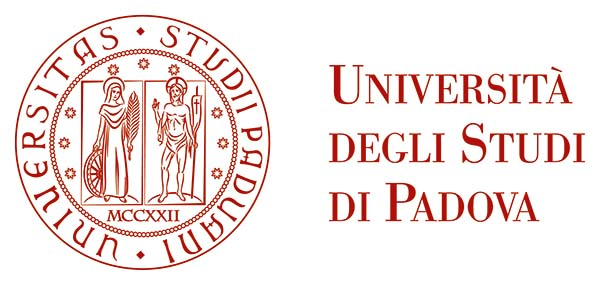 UNIVERSITAS · STUDII PADUANI ·
MCCXXII
UNIVERSITÀ
DEGLI STUDI
DI PADOVA